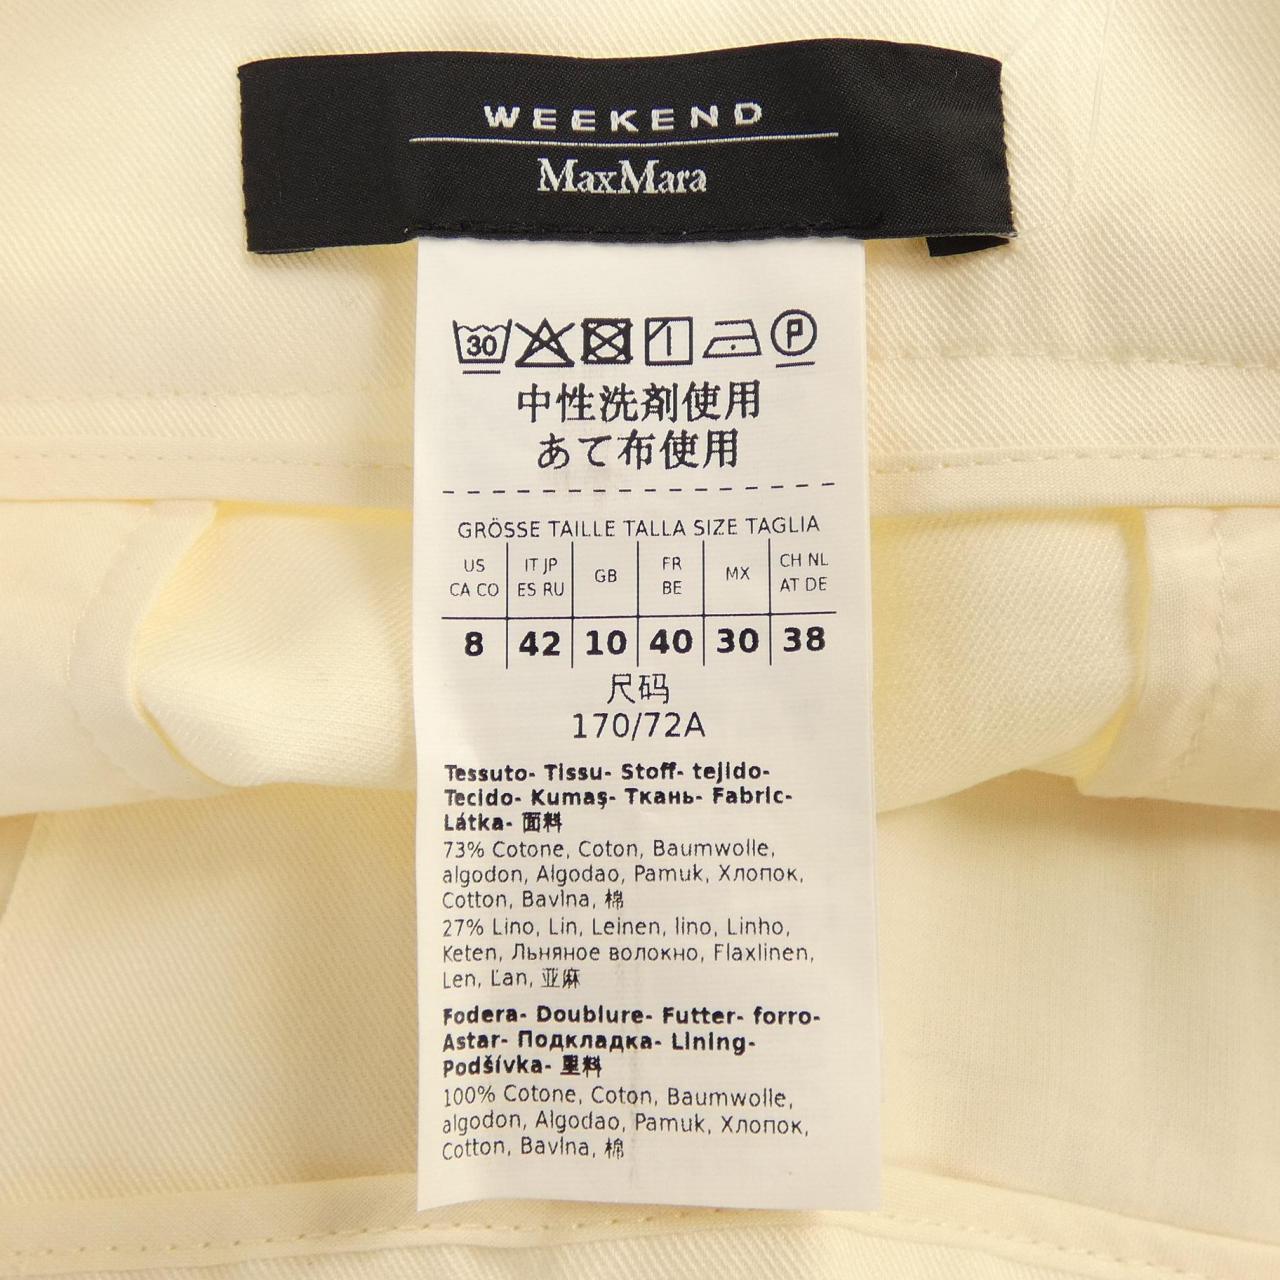 WEEKEND
MaxMara
30
P
中性洗剤使用
あて布使用
GRÖSSE TAILLE TALLA SIZE TAGLIA
US CA CO IT JP ES RU GB FR BE MX CH NL AT DE
8 42 10 40 30 38
尺码
170/72A
Tessuto- Tissu- Stoff- tejido-
Tecido- Kumaş- Ткань- Fabric-
Látka- 面料
73% Cotone, Coton, Baumwolle,
algodon, Algodao, Pamuk, Хлопок,
Cotton, Bavlna, 棉
27% Lino, Lin, Leinen, lino, Linho,
Keten, Льняное волокно, Flaxlinen,
Len, Ľan, 亚麻
Fodera- Doublure- Futter- forro-
Astar- Подкладка- Lining-
Podšívka- 里料
100% Cotone, Coton, Baumwolle,
algodon, Algodao, Pamuk, Хлопок,
Cotton, Bavlna, 棉